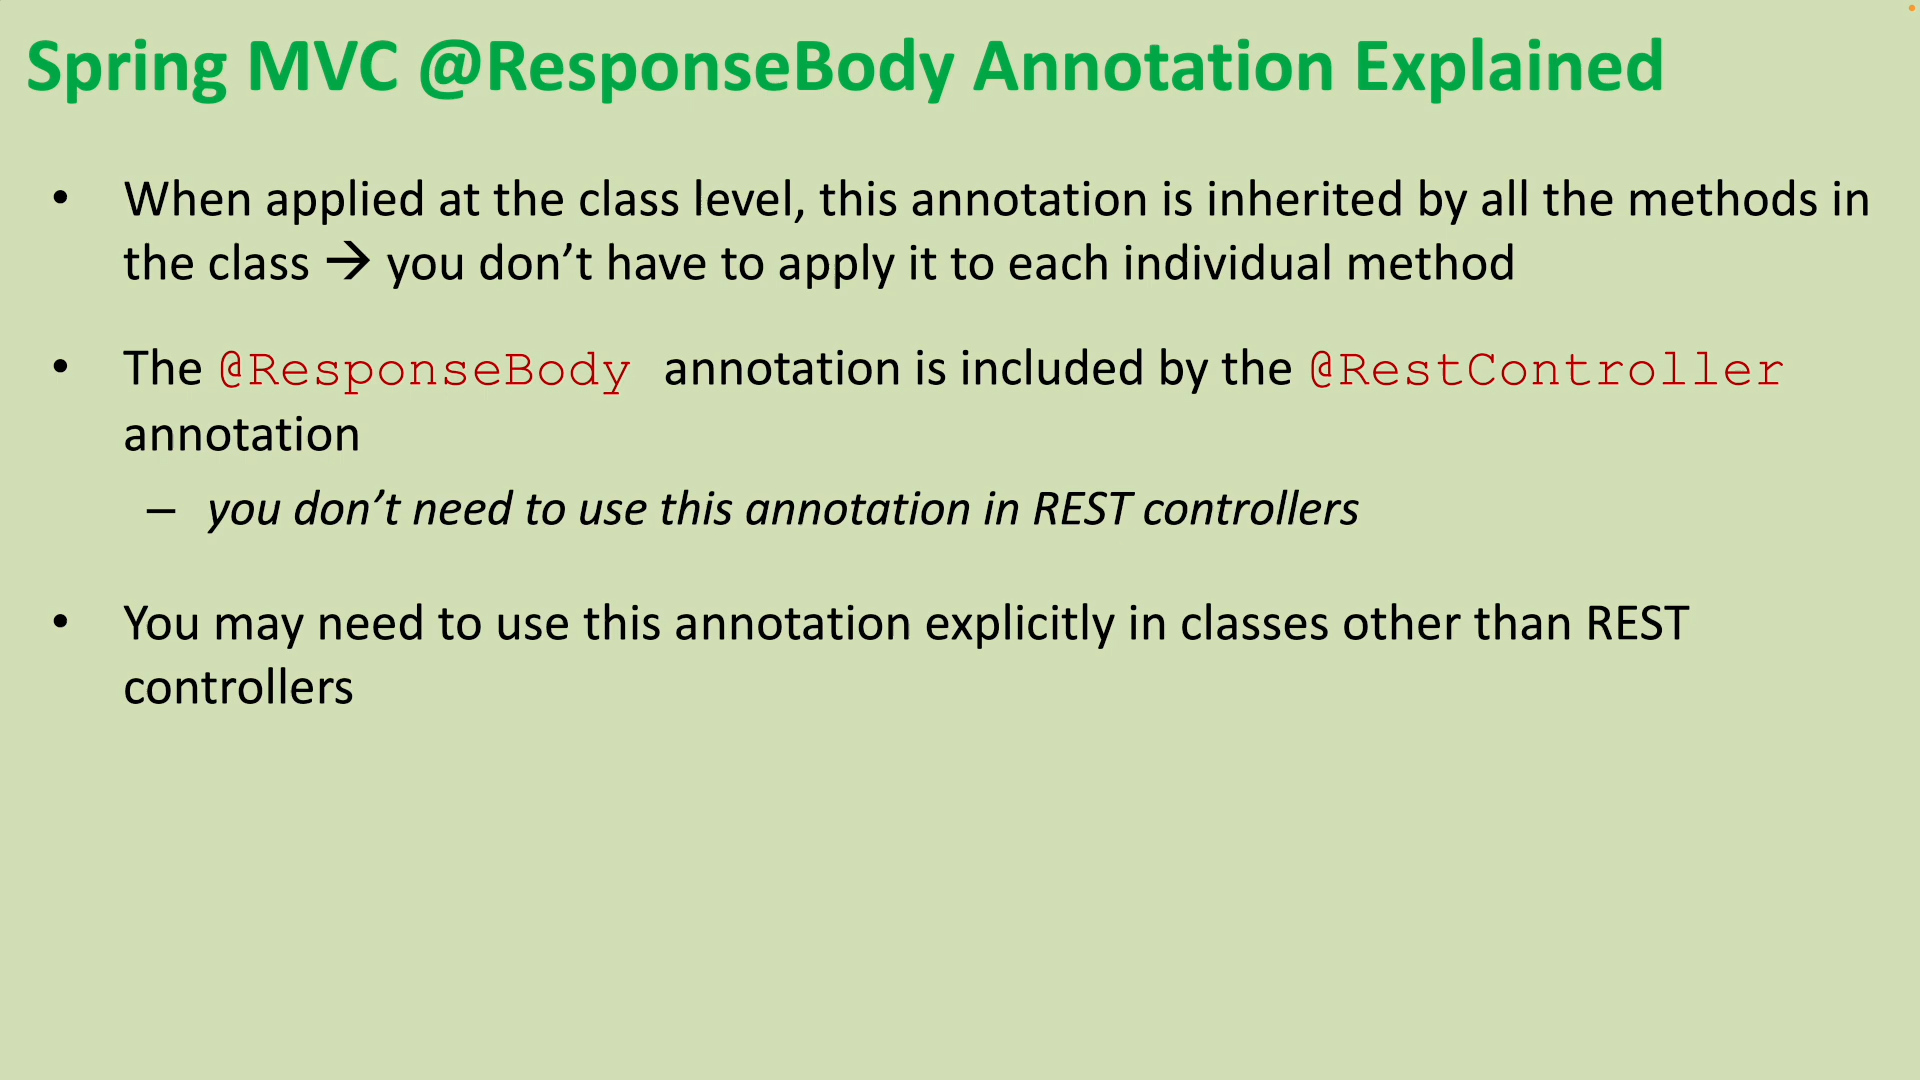 Spring MVC @ResponseBody Annotation Explained
• When applied at the class level, this annotation is inherited by all the methods in
the class → you don’t have to apply it to each individual method
• The @ResponseBody annotation is included by the @RestController
annotation
– you don’t need to use this annotation in REST controllers
• You may need to use this annotation explicitly in classes other than REST
controllers